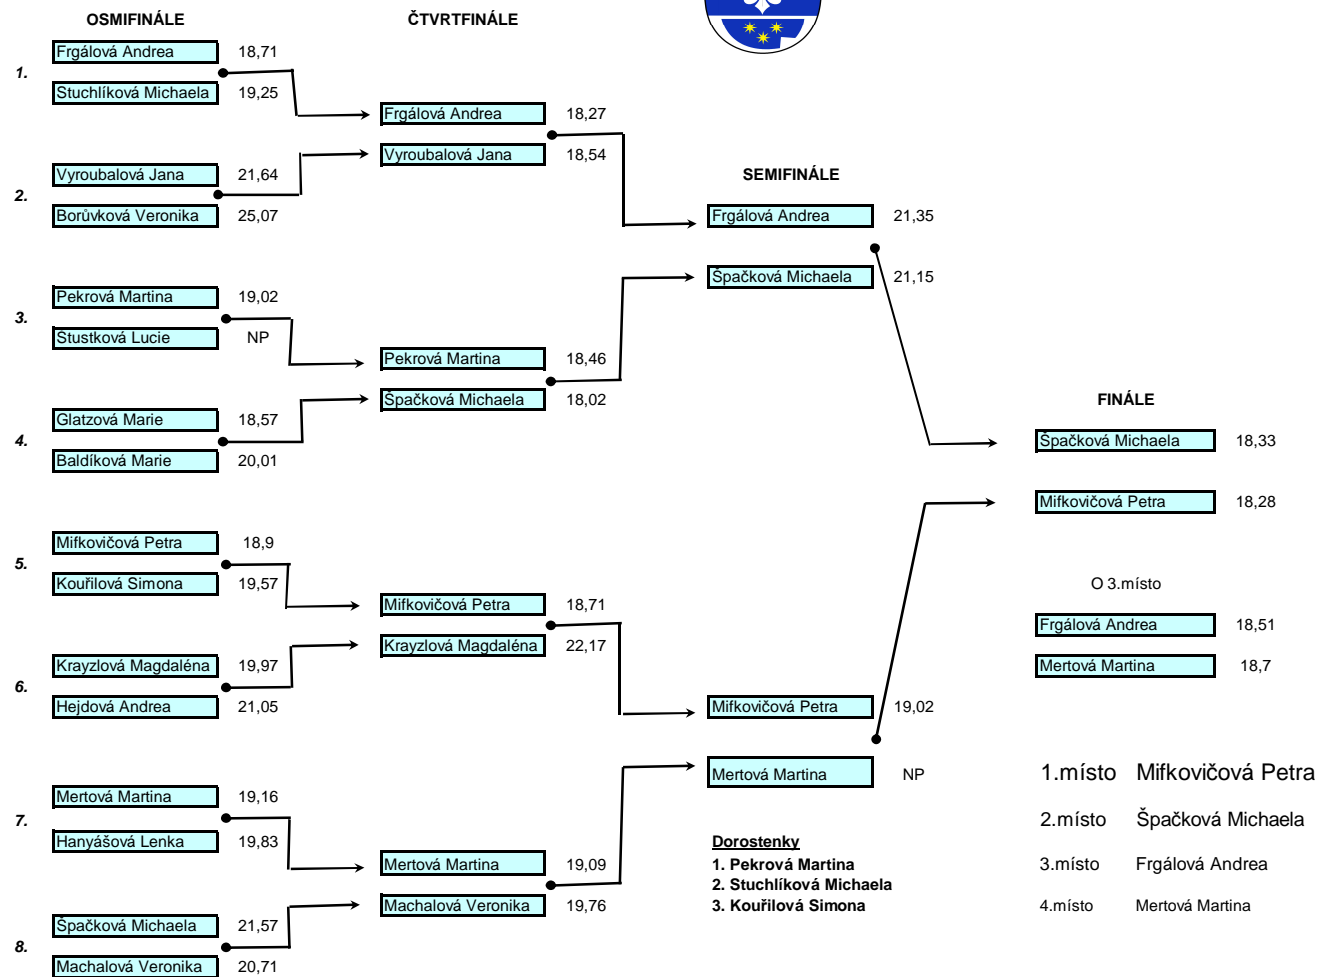 OSMIFINÁLE
ČTVRTFINÁLE
Frgálová Andrea 18,71
1.
Stuchlíková Michaela 19,25
Frgálová Andrea 18,27
Vyroubalová Jana 18,54
Vyroubalová Jana 21,64
SEMIFINÁLE
2.
Borůvková Veronika 25,07
Frgálová Andrea 21,35
Špačková Michaela 21,15
Pekrová Martina 19,02
3.
Štustková Lucie NP
Pekrová Martina 18,46
Špačková Michaela 18,02
FINÁLE
Glatzová Marie 18,57
4.
Baldíková Marie 20,01
Špačková Michaela 18,33
Mifkovičová Petra 18,28
Mifkovičová Petra 18,9
5.
Kouřilová Simona 19,57
O 3.místo
Mifkovičová Petra 18,71
Frgálová Andrea 18,51
Krayzlová Magdaléna 22,17
Krayzlová Magdaléna 19,97
Mertová Martina 18,7
6.
Hejdová Andrea 21,05
Mifkovičová Petra 19,02
Mertová Martina NP
1.místo Mifkovičová Petra
Mertová Martina 19,16
7.
Hanyášová Lenka 19,83
2.místo Špačková Michaela
Dorostenky
Mertová Martina 19,09
1. Pekrová Martina
3.místo Frgálová Andrea
2. Stuchlíková Michaela
Machalová Veronika 19,76
3. Kouřilová Simona
4.místo Mertová Martina
Špačková Michaela 21,57
8.
Machalová Veronika 20,71